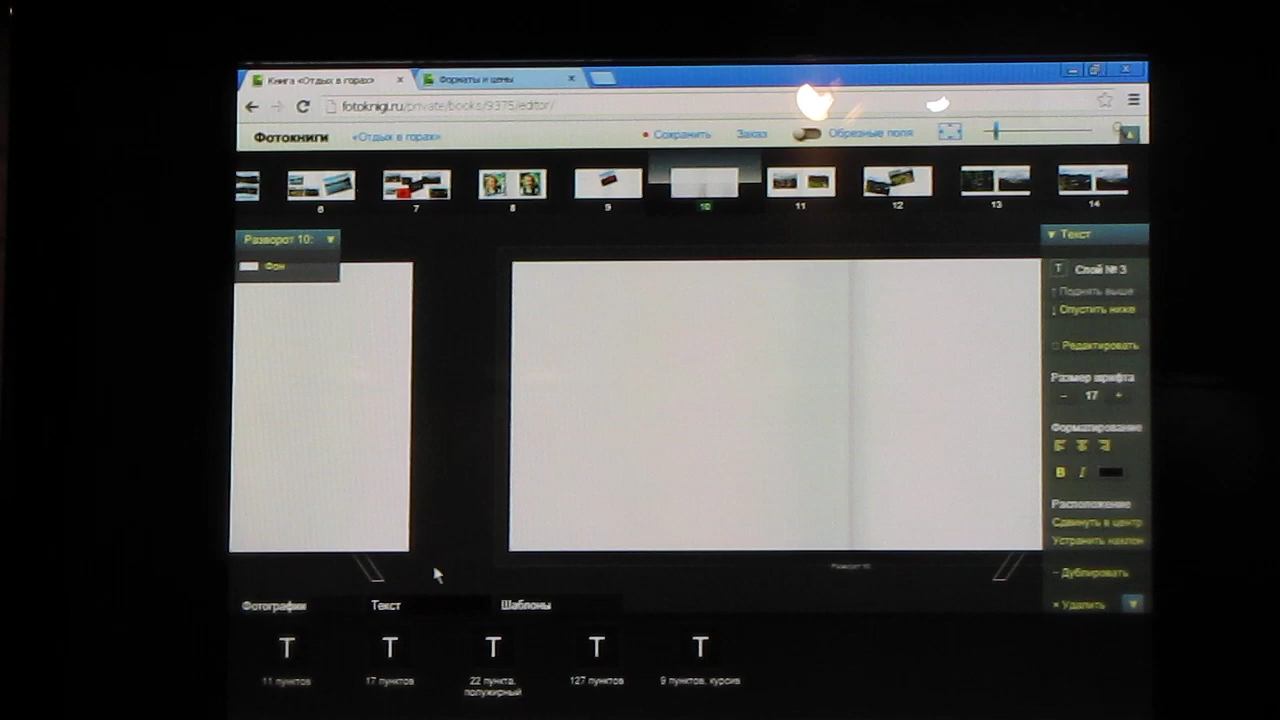 Книга «Отдых в горах»
Форматы и цены
fotoknigi.ru/private/books/9375/editor/
Фотокниги
«Отдых в горах»
Сохранить
Заказ
Обрезные поля
6
7
8
9
10
11
12
13
14
Разворот 10:
Фон
Текст
T Слой № 3
Поднять выше
Опустить ниже
Редактировать
Размер шрифта
− 17 +
Форматирование
B I
Расположение
Сдвинуть в центр
Устранить наклон
Дублировать
× Удалить
Разворот 10
Фотографии
Текст
Шаблоны
T
T
T
T
T
11 пунктов
17 пунктов
22 пункта, полужирный
127 пунктов
9 пунктов, курсив